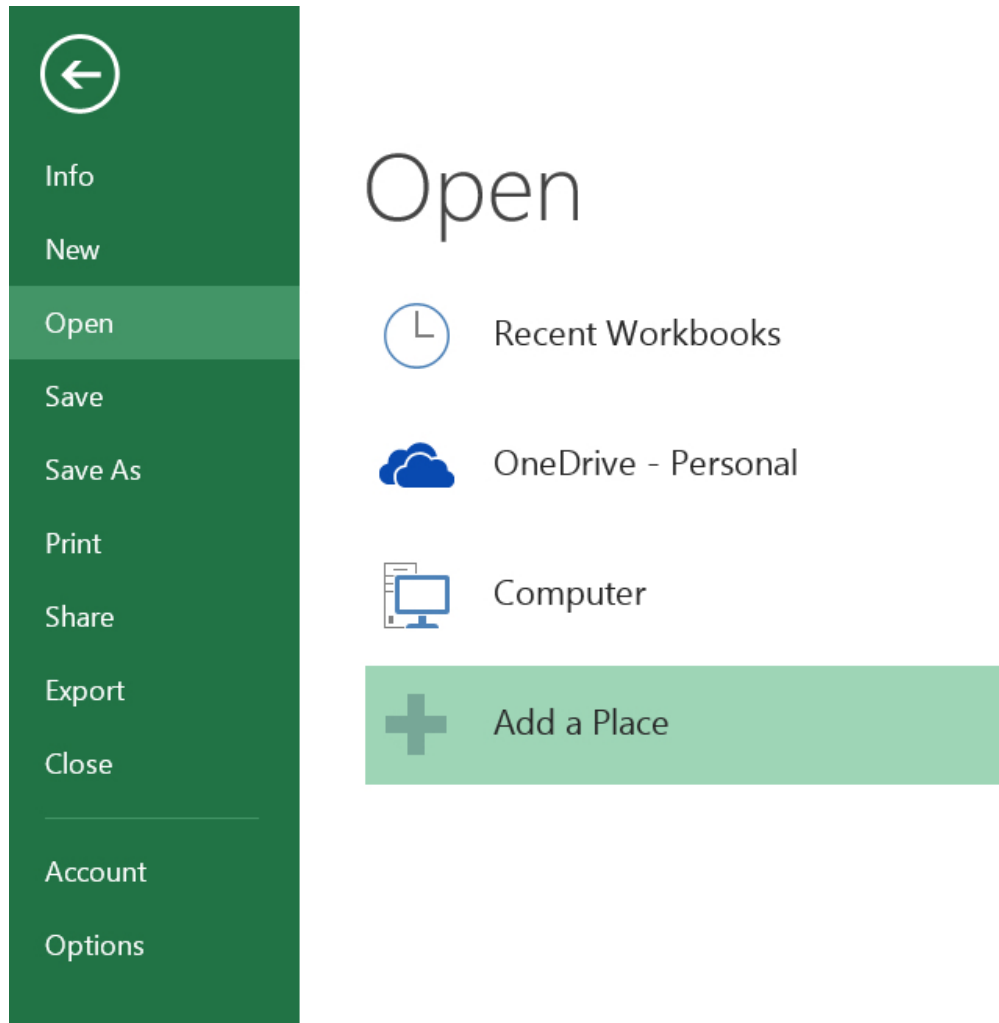 Info
New
Open
Save
Save As
Print
Share
Export
Close
Account
Options
Open
Recent Workbooks
OneDrive - Personal
Computer
Add a Place